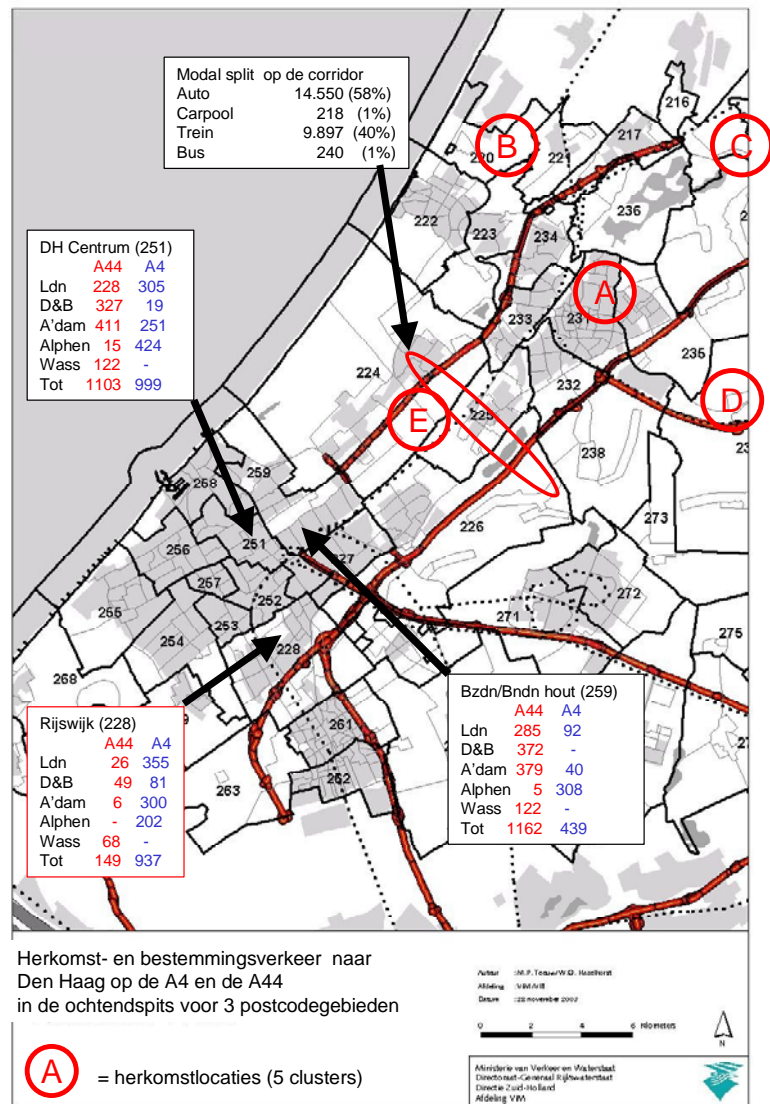 Modal split op de corridor
Auto 14.550 (58%)
Carpool 218 (1%)
Trein 9.897 (40%)
Bus 240 (1%)
216
217
B
C
220
221
236
222
223
234
DH Centrum (251)
A44 A4
Ldn 228 305
D&B 327 19
A'dam 411 251
Alphen 15 424
Wass 122 -
Tot 1103 999
A
231
233
235
224
232
D
E
225
238
259
258
226
273
256
251
257
252
272
255
253
271
254
228
275
268
Rijswijk (228)
A44 A4
Ldn 26 355
D&B 49 81
A'dam 6 300
Alphen - 202
Wass 68 -
Tot 149 937
Bzdn/Bndn hout (259)
A44 A4
Ldn 285 92
D&B 372 -
A'dam 379 40
Alphen 5 308
Wass 122 -
Tot 1162 439
261
262
263
Herkomst- en bestemmingsverkeer naar
Den Haag op de A4 en de A44
in de ochtendspits voor 3 postcodegebieden
A = herkomstlocaties (5 clusters)
Auteur
Afdeling
Datum
0 2 4 6 Kilometers
N
Ministerie van Verkeer en Waterstaat
Directoraat-Generaal Rijkswaterstaat
Directie Zuid-Holland
Afdeling VIM